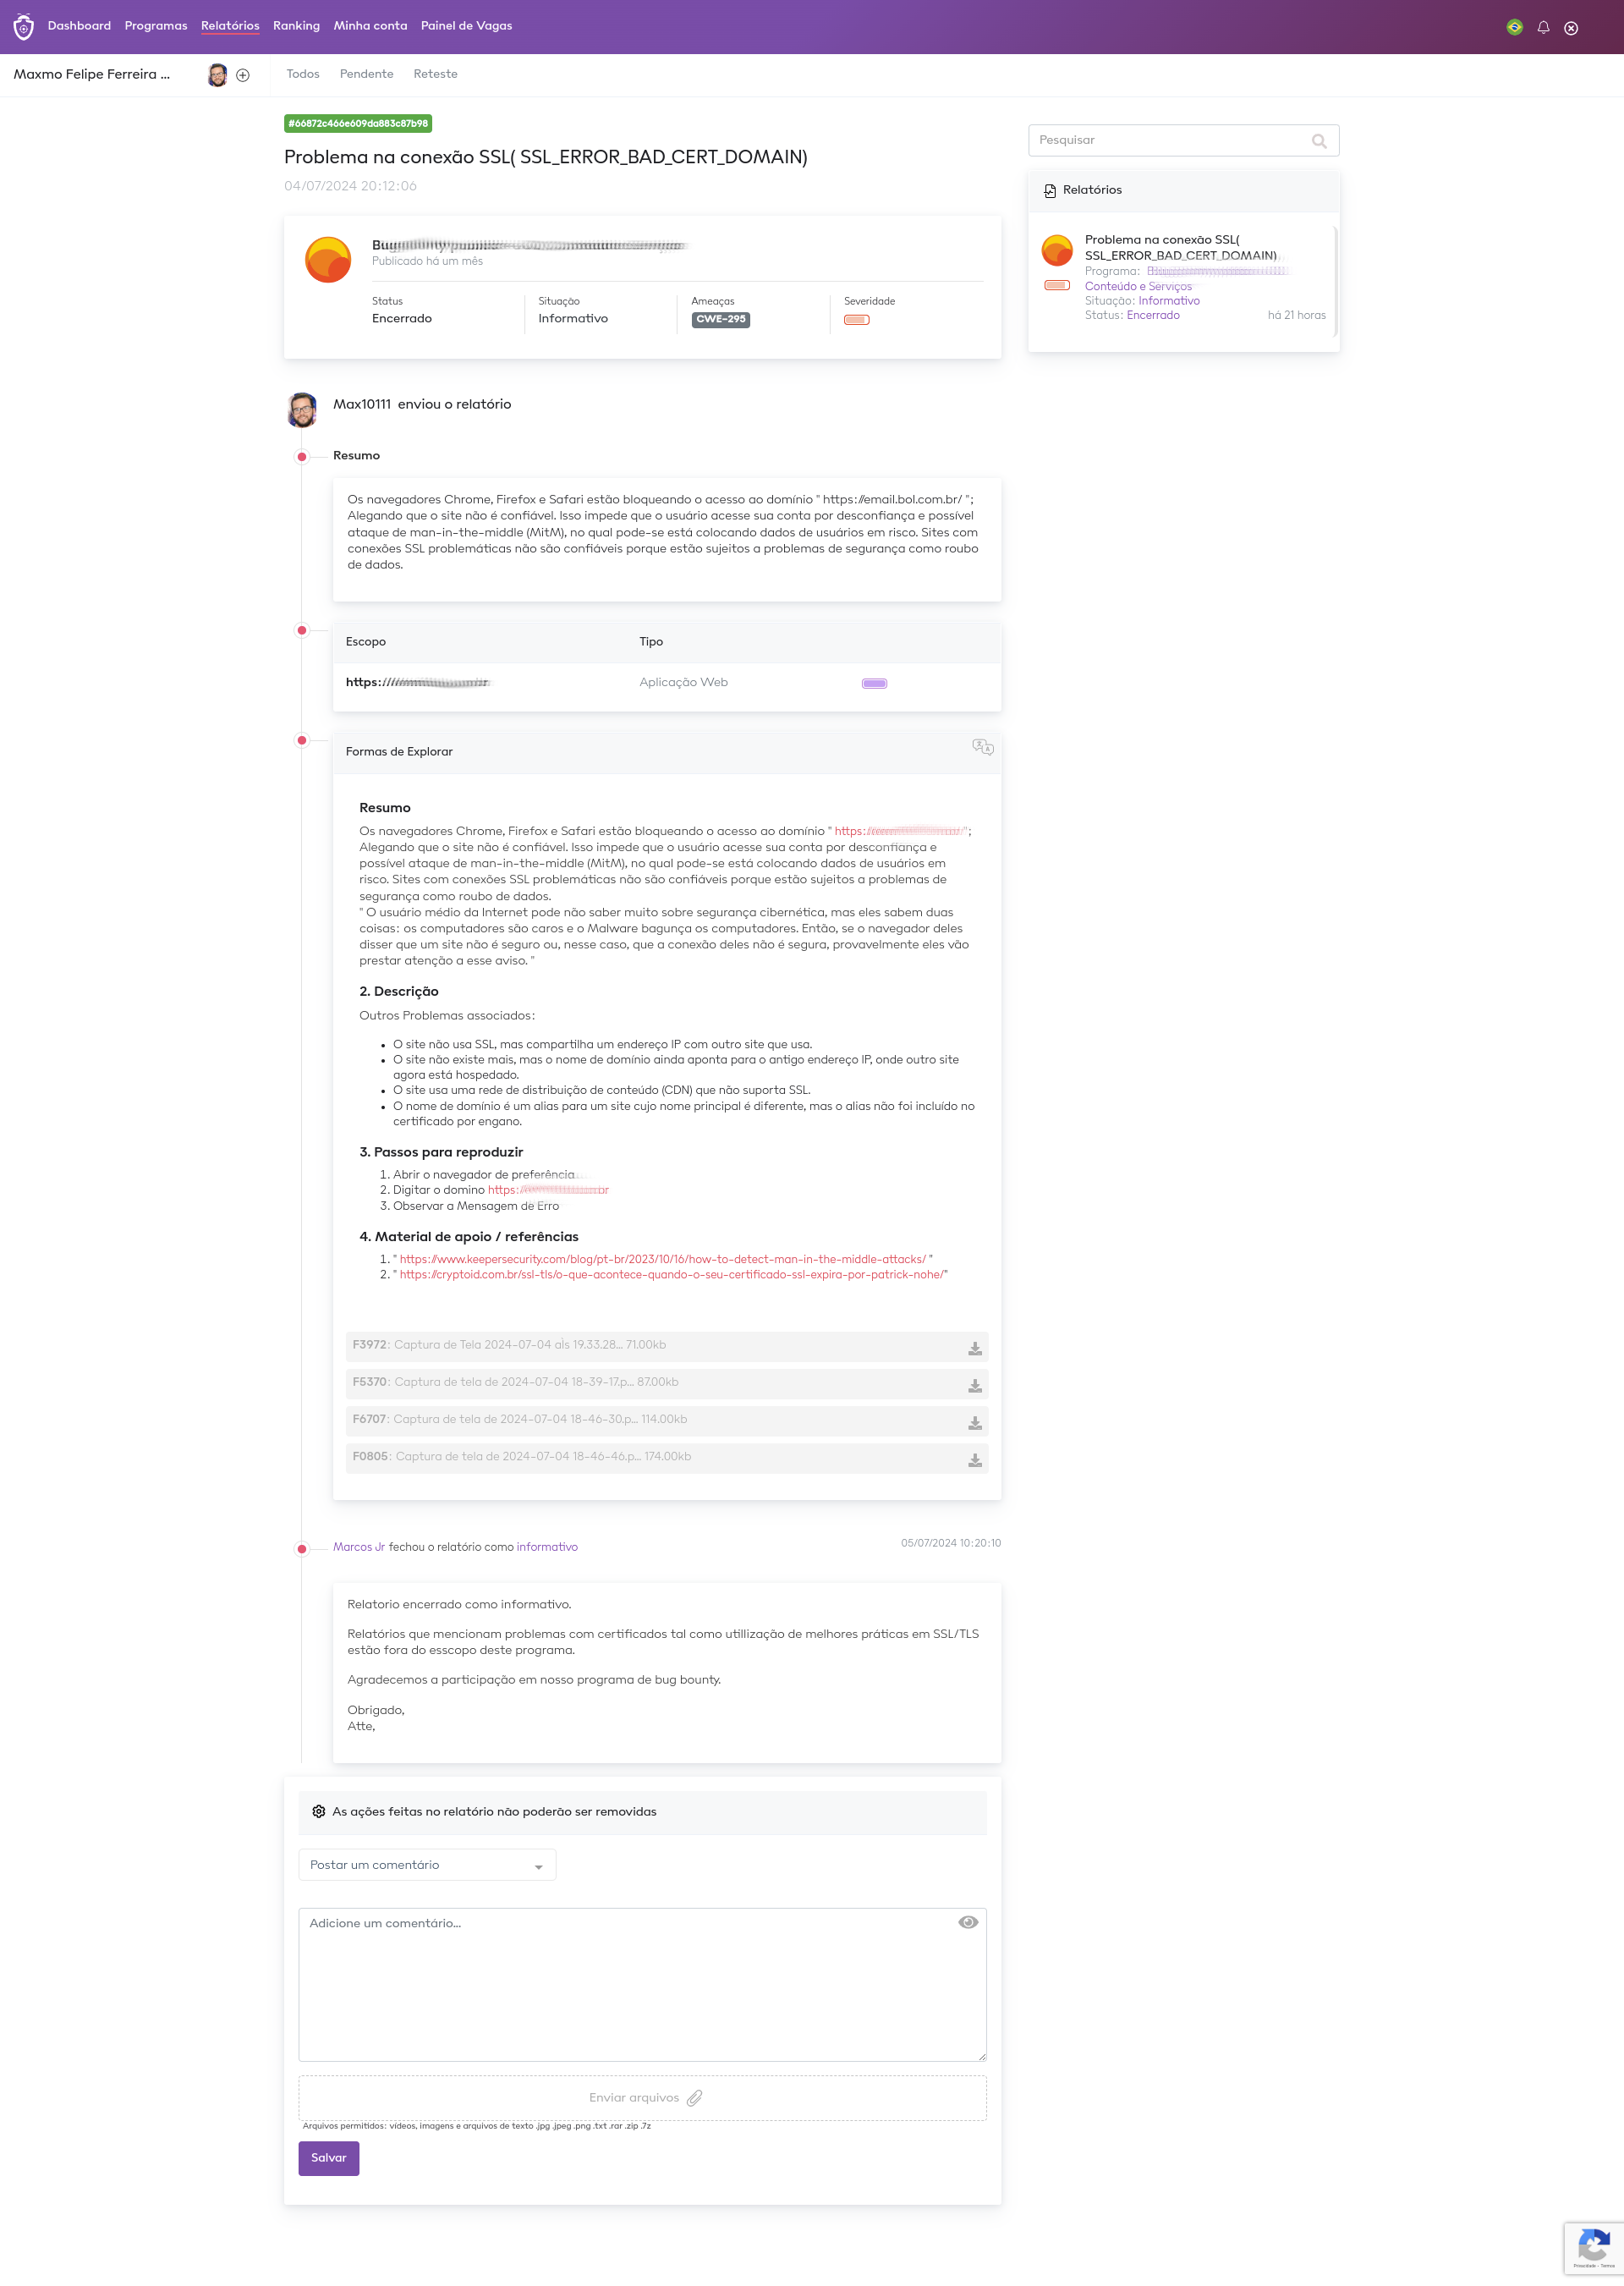 Dashboard Programas Relatórios Ranking Minha conta Painel de Vagas
Maxmo Felipe Ferreira ...
Todos Pendente Reteste
#66872c466e609da883c87b98
Problema na conexão SSL( SSL_ERROR_BAD_CERT_DOMAIN)
04/07/2024 20:12:06
Publicado há um mês
Status Situação Ameaças Severidade
Encerrado Informativo CWE-295
Pesquisar
Relatórios
Problema na conexão SSL(
SSL_ERROR_BAD_CERT_DOMAIN)
Programa:
Conteúdo e Serviços
Situação: Informativo
Status: Encerrado há 21 horas
Max10111 enviou o relatório
Resumo
Os navegadores Chrome, Firefox e Safari estão bloqueando o acesso ao domínio " https://email.bol.com.br/ ";
Alegando que o site não é confiável. Isso impede que o usuário acesse sua conta por desconfiança e possível
ataque de man-in-the-middle (MitM), no qual pode-se está colocando dados de usuários em risco. Sites com
conexões SSL problemáticas não são confiáveis porque estão sujeitos a problemas de segurança como roubo
de dados.
Escopo Tipo
https:// Aplicação Web
Formas de Explorar
Resumo
Os navegadores Chrome, Firefox e Safari estão bloqueando o acesso ao domínio " https:// ";
Alegando que o site não é confiável. Isso impede que o usuário acesse sua conta por desconfiança e
possível ataque de man-in-the-middle (MitM), no qual pode-se está colocando dados de usuários em
risco. Sites com conexões SSL problemáticas não são confiáveis porque estão sujeitos a problemas de
segurança como roubo de dados.
" O usuário médio da Internet pode não saber muito sobre segurança cibernética, mas eles sabem duas
coisas: os computadores são caros e o Malware bagunça os computadores. Então, se o navegador deles
disser que um site não é seguro ou, nesse caso, que a conexão deles não é segura, provavelmente eles vão
prestar atenção a esse aviso. "
2. Descrição
Outros Problemas associados:
• O site não usa SSL, mas compartilha um endereço IP com outro site que usa.
• O site não existe mais, mas o nome de domínio ainda aponta para o antigo endereço IP, onde outro site
agora está hospedado.
• O site usa uma rede de distribuição de conteúdo (CDN) que não suporta SSL.
• O nome de domínio é um alias para um site cujo nome principal é diferente, mas o alias não foi incluído no
certificado por engano.
3. Passos para reproduzir
1. Abrir o navegador de preferência
2. Digitar o domino https://
3. Observar a Mensagem de Erro
4. Material de apoio / referências
1. " https://www.keepersecurity.com/blog/pt-br/2023/10/16/how-to-detect-man-in-the-middle-attacks/ "
2. " https://cryptoid.com.br/ssl-tls/o-que-acontece-quando-o-seu-certificado-ssl-expira-por-patrick-nohe/"
F3972: Captura de Tela 2024-07-04 aÌs 19.33.28... 71.00kb
F5370: Captura de tela de 2024-07-04 18-39-17.p... 87.00kb
F6707: Captura de tela de 2024-07-04 18-46-30.p... 114.00kb
F0805: Captura de tela de 2024-07-04 18-46-46.p... 174.00kb
Marcos Jr fechou o relatório como informativo 05/07/2024 10:20:10
Relatorio encerrado como informativo.
Relatórios que mencionam problemas com certificados tal como utillização de melhores práticas em SSL/TLS
estão fora do esscopo deste programa.
Agradecemos a participação em nosso programa de bug bounty.
Obrigado,
Atte,
As ações feitas no relatório não poderão ser removidas
Postar um comentário
Adicione um comentário...
Enviar arquivos
Arquivos permitidos: vídeos, imagens e arquivos de texto .jpg .jpeg .png .txt .rar .zip .7z
Salvar
Privacidade - Termos